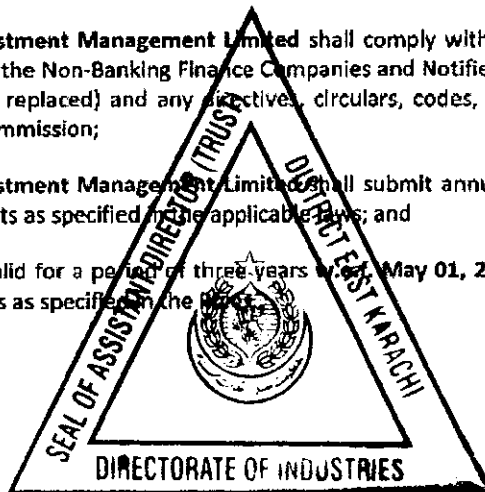 stment Management Limited shall comply with
the Non-Banking Finance Companies and Notifie
replaced) and any directives, circulars, codes,
mmission;
stment Management Limited shall submit annu
ts as specified in the applicable laws; and
alid for a period of three years w.e.f. May 01, 2
s as specified in the
SEAL OF ASSISTANT DIRECTOR (TRUST)
DISTRICT EAST KARACHI
DIRECTORATE OF INDUSTRIES